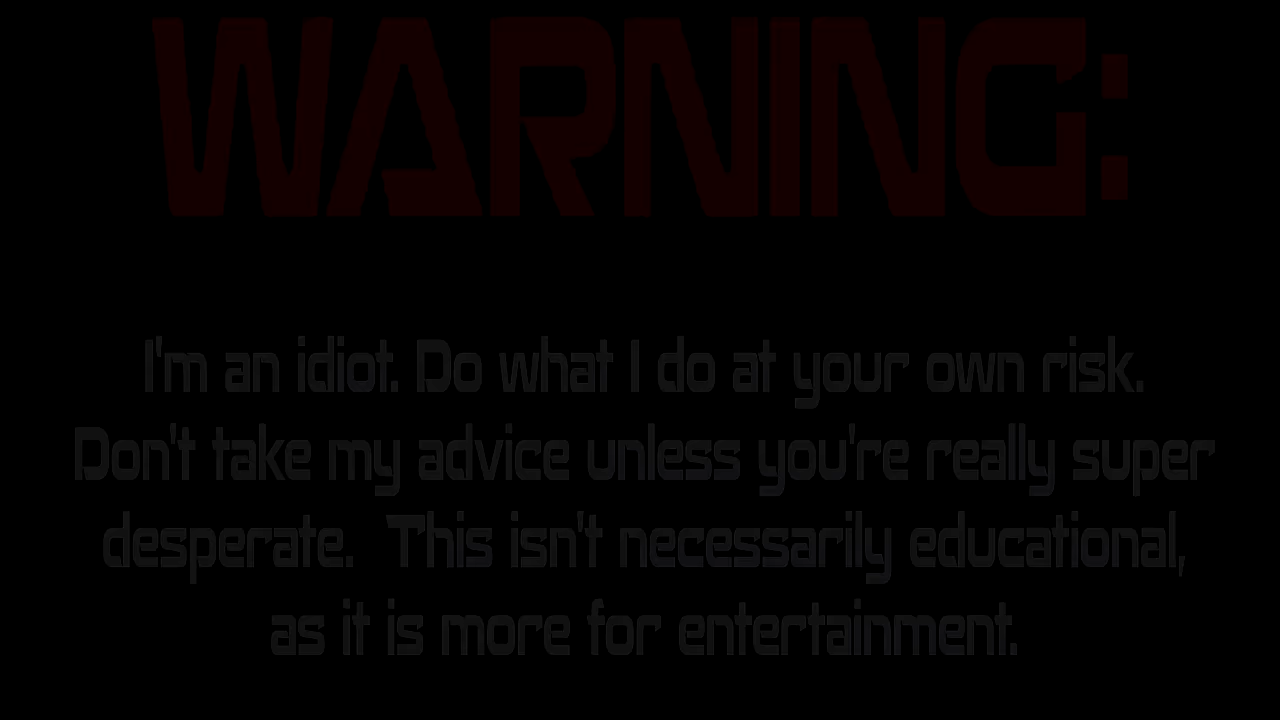 WARNING:
I'm an idiot. Do what I do at your own risk.
Don't take my advice unless you're really super
desperate. This isn't necessarily educational,
as it is more for entertainment.